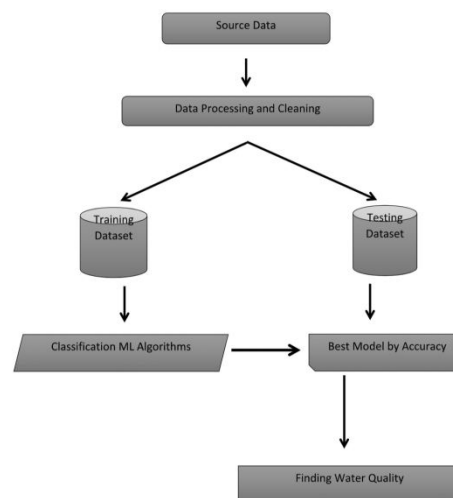 Source Data
Data Processing and Cleaning
Training
Dataset
Testing
Dataset
Classification ML Algorithms
Best Model by Accuracy
Finding Water Quality